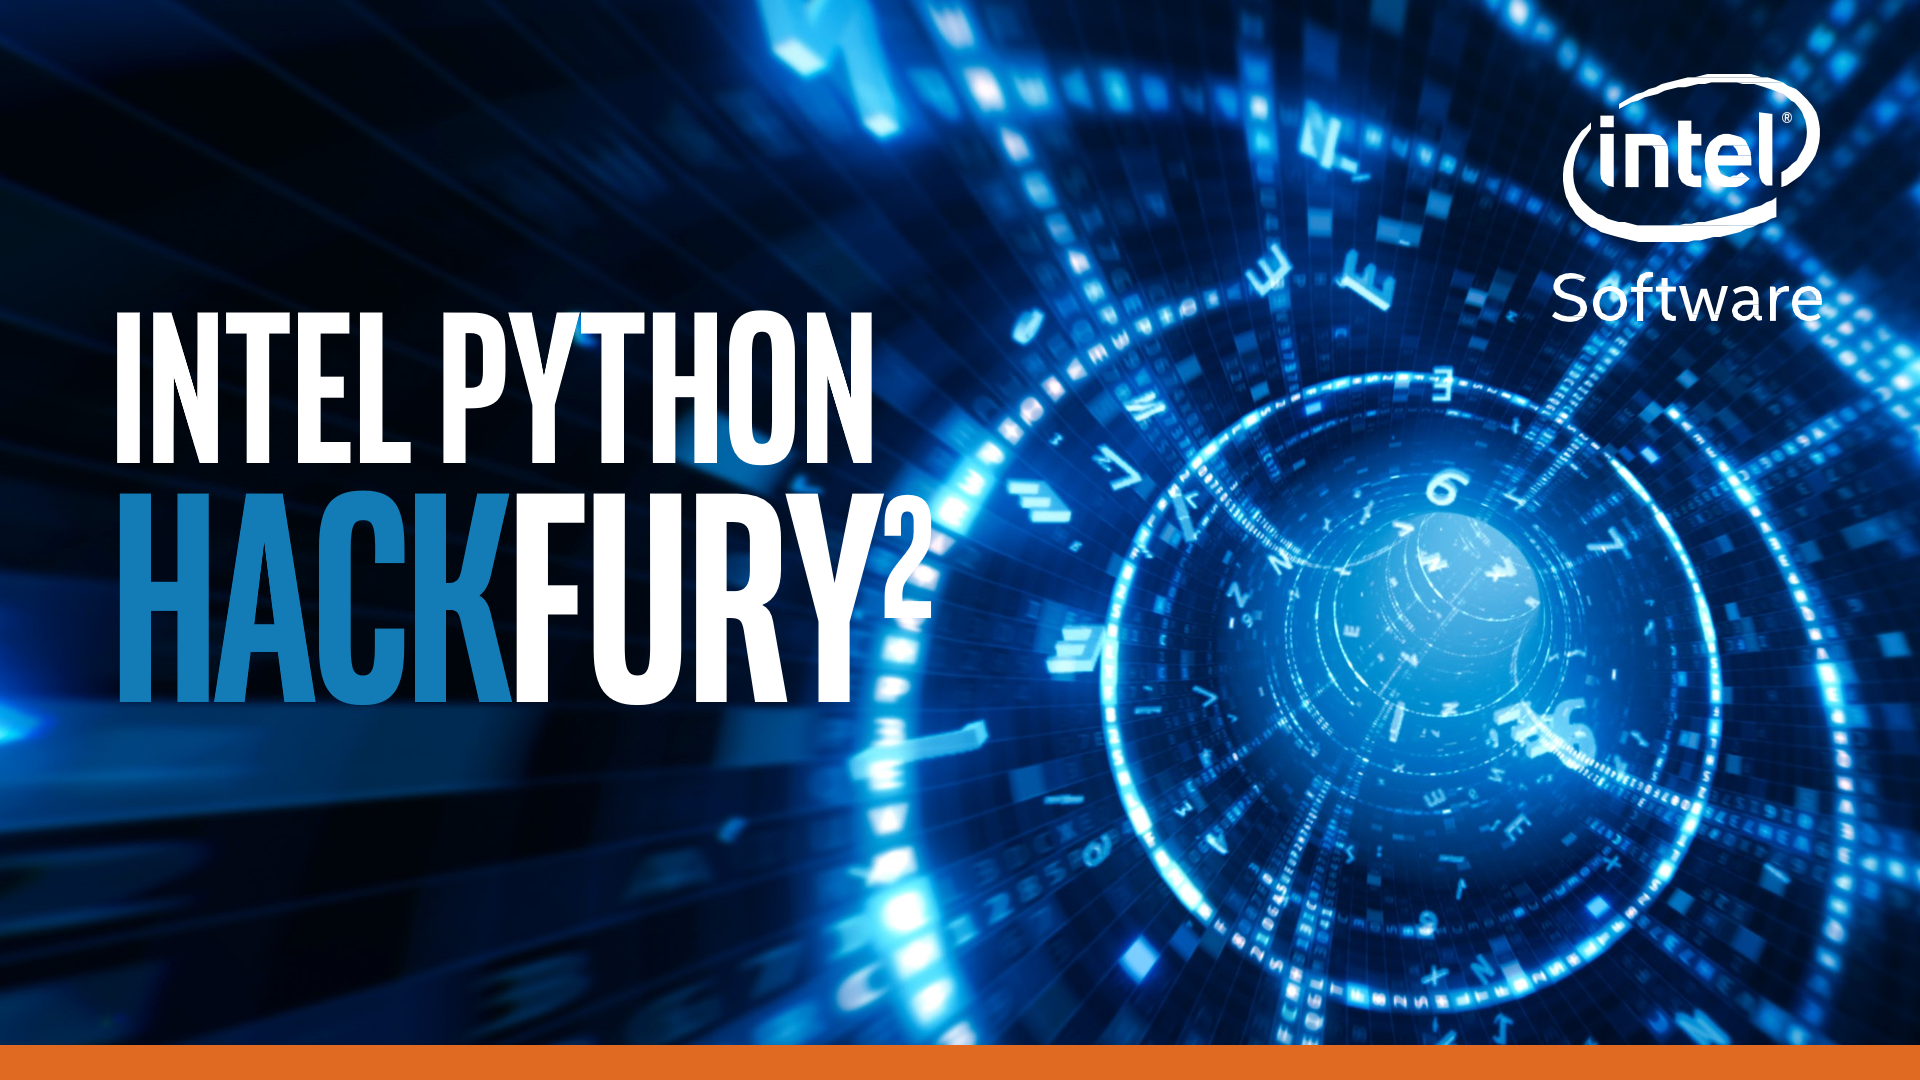 intel®
Software
INTEL PYTHON
HACKFURY²